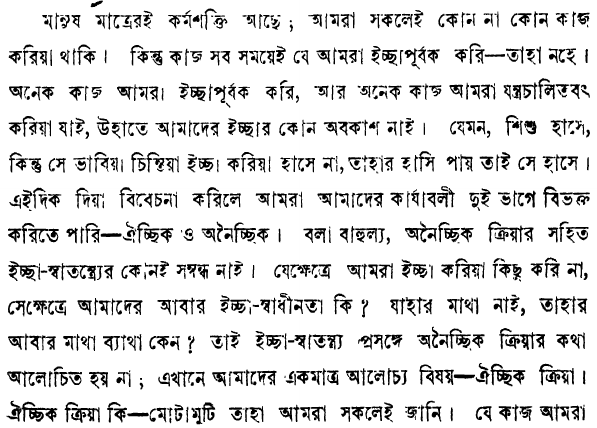 মানুষ মাত্রেরই কর্মশক্তি আছে ; আমরা সকলেই কোন না কোন কাজ
করিয়া থাকি। কিন্তু কাজ সব সময়েই যে আমরা ইচ্ছাপূর্বক করি—তাহা নহে।
অনেক কাজ আমরা ইচ্ছাপূর্বক করি, আর অনেক কাজ আমরা যন্ত্রচালিতবৎ
করিয়া যাই, উহাতে আমাদের ইচ্ছার কোন অবকাশ নাই। যেমন, শিশু হাসে,
কিন্তু সে ভাবিয়া চিন্তিয়া ইচ্ছা করিয়া হাসে না, তাহার হাসি পায় তাই সে হাসে।
এইদিক দিয়া বিবেচনা করিলে আমরা আমাদের কার্যাবলী দুই ভাগে বিভক্ত
করিতে পারি—ঐচ্ছিক ও অনৈচ্ছিক। বলা বাহুল্য, অনৈচ্ছিক ক্রিয়ার সহিত
ইচ্ছা-স্বাতন্ত্র্যের কোনই সম্বন্ধ নাই। যেক্ষেত্রে আমরা ইচ্ছা করিয়া কিছু করি না,
সেক্ষেত্রে আমাদের আবার ইচ্ছা-স্বাধীনতা কি ? যাহার মাথা নাই, তাহার
আবার মাথা ব্যাথা কেন ? তাই ইচ্ছা-স্বাতন্ত্র্য প্রসঙ্গে অনৈচ্ছিক ক্রিয়ার কথা
আলোচিত হয় না ; এখানে আমাদের একমাত্র আলোচ্য বিষয়—ঐচ্ছিক ক্রিয়া।
ঐচ্ছিক ক্রিয়া কি—মোটামুটি তাহা আমরা সকলেই জানি। যে কাজ আমরা